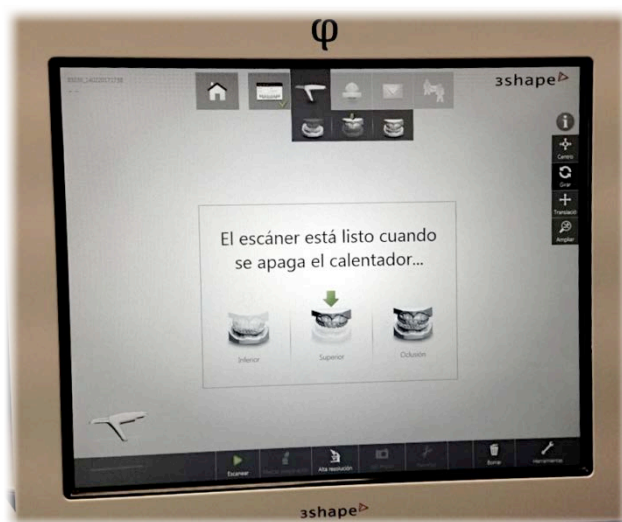 φ
3shape
Centro
Girar
Translació
Ampliar
El escáner está listo cuando
se apaga el calentador...
Inferior
Superior
Oclusión
Escanear
Alta resolución
Borrar
Herramientas
3shape